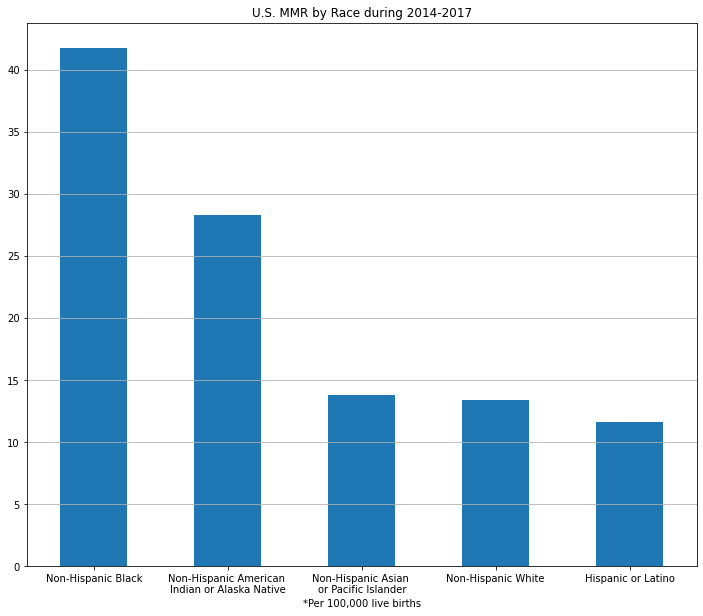 U.S. MMR by Race during 2014-2017
40
35
30
25
20
15
10
5
0
Non-Hispanic Black
Non-Hispanic American
Indian or Alaska Native
Non-Hispanic Asian
or Pacific Islander
Non-Hispanic White
Hispanic or Latino
*Per 100,000 live births